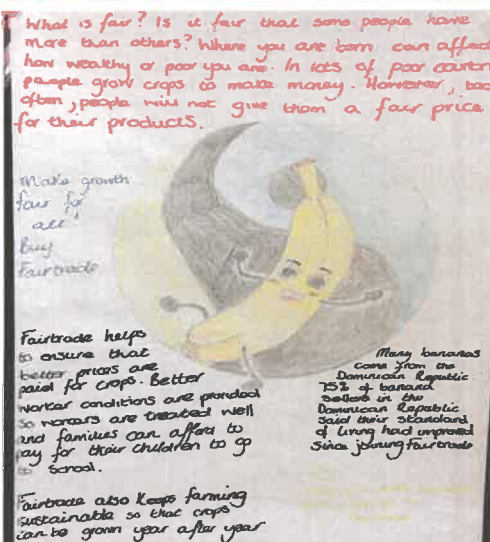 What is fair? Is it fair that some people have
more than others? Where you are born can affect
how wealthy or poor you are. In lots of poor
people grow crops to make money. However, too
often, people will not give them a fair price
for their products.
Make growth
fair for
all!
Buy
Fairtrade
Fairtrade helps
to ensure that
better prices are
paid for crops. Better
worker conditions are provided
so workers are treated well
and families can afford to
pay for their children to go
to school.
Many bananas
come from the
Dominican Republic
75% of banana
sellers in the
Dominican Republic
said their standard
of living had improved
since joining Fairtrade
Fairtrade also keeps farming
sustainable so that crops
can be grown year after year